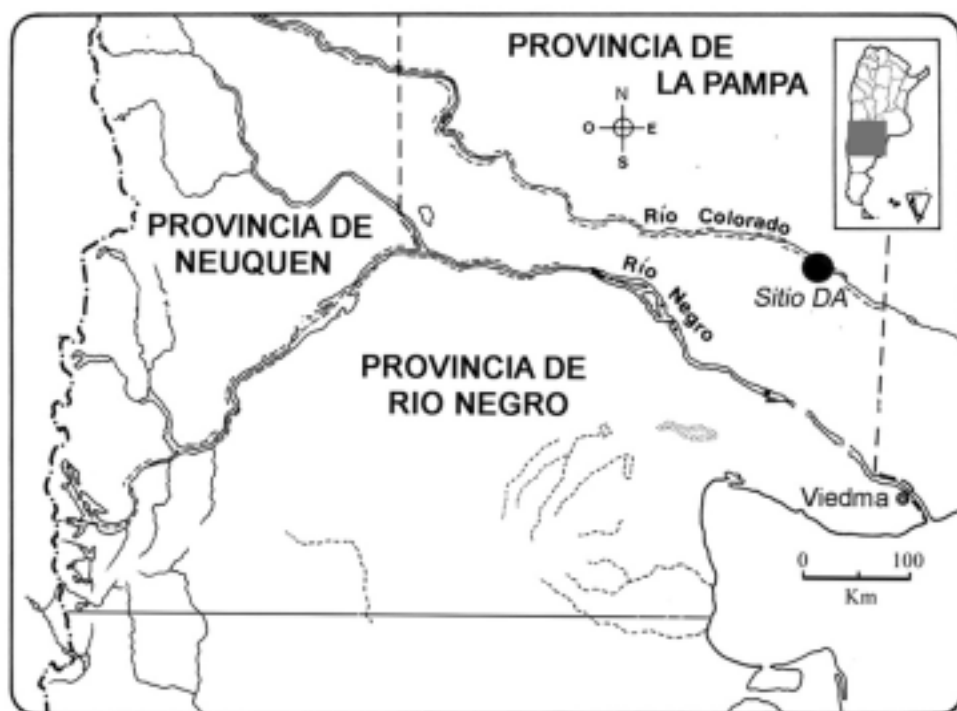 PROVINCIA DE
LA PAMPA
N
O E
S
Río Colorado
PROVINCIA DE
NEUQUEN
Sitio DA
Río Negro
PROVINCIA DE
RIO NEGRO
Viedma
0 100
Km